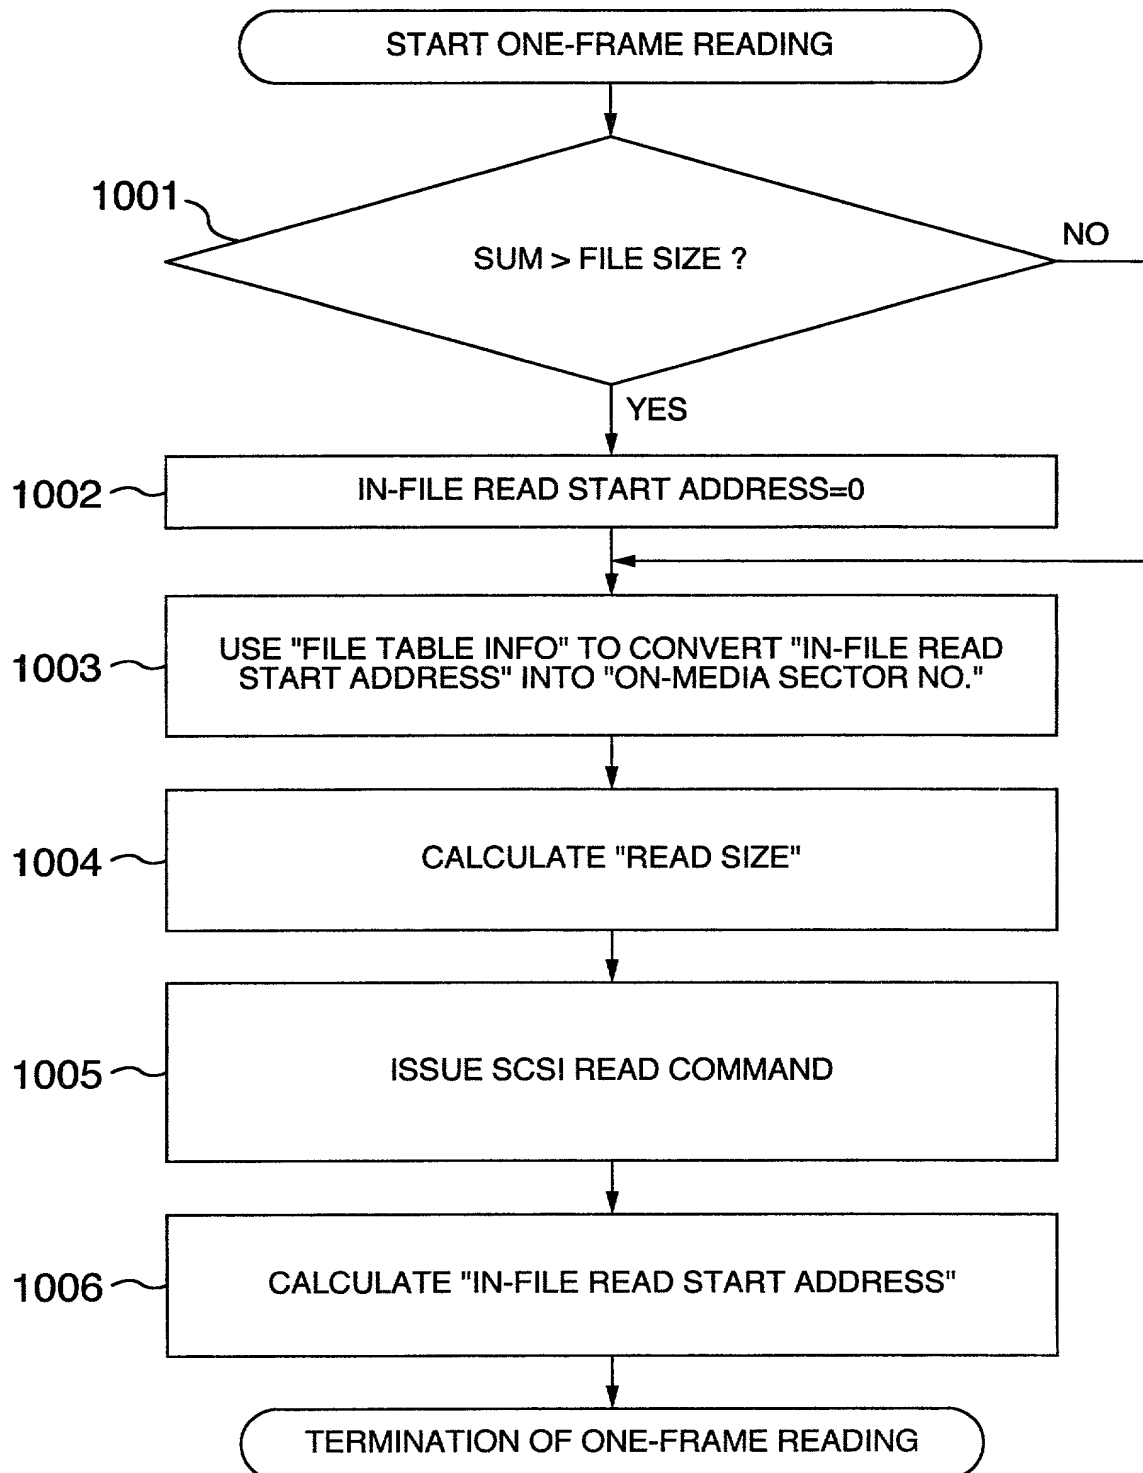 START ONE-FRAME READING
1001
SUM > FILE SIZE ?
NO
YES
1002
IN-FILE READ START ADDRESS=0
1003
USE "FILE TABLE INFO" TO CONVERT "IN-FILE READ
START ADDRESS" INTO "ON-MEDIA SECTOR NO."
1004
CALCULATE "READ SIZE"
1005
ISSUE SCSI READ COMMAND
1006
CALCULATE "IN-FILE READ START ADDRESS"
TERMINATION OF ONE-FRAME READING